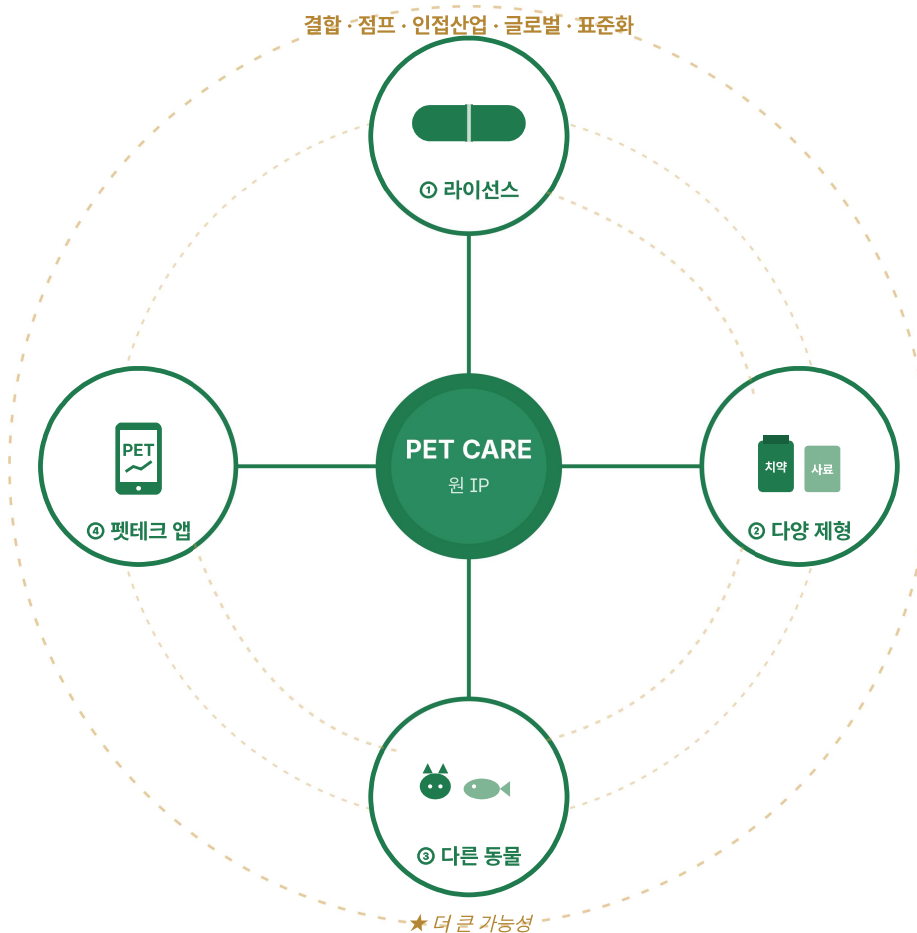 결합 · 점프 · 인접산업 · 글로벌 · 표준화
① 라이선스
PET
④ 펫테크 앱
PET CARE
원 IP
치약
사료
② 다양 제형
③ 다른 동물
★ 더 큰 가능성